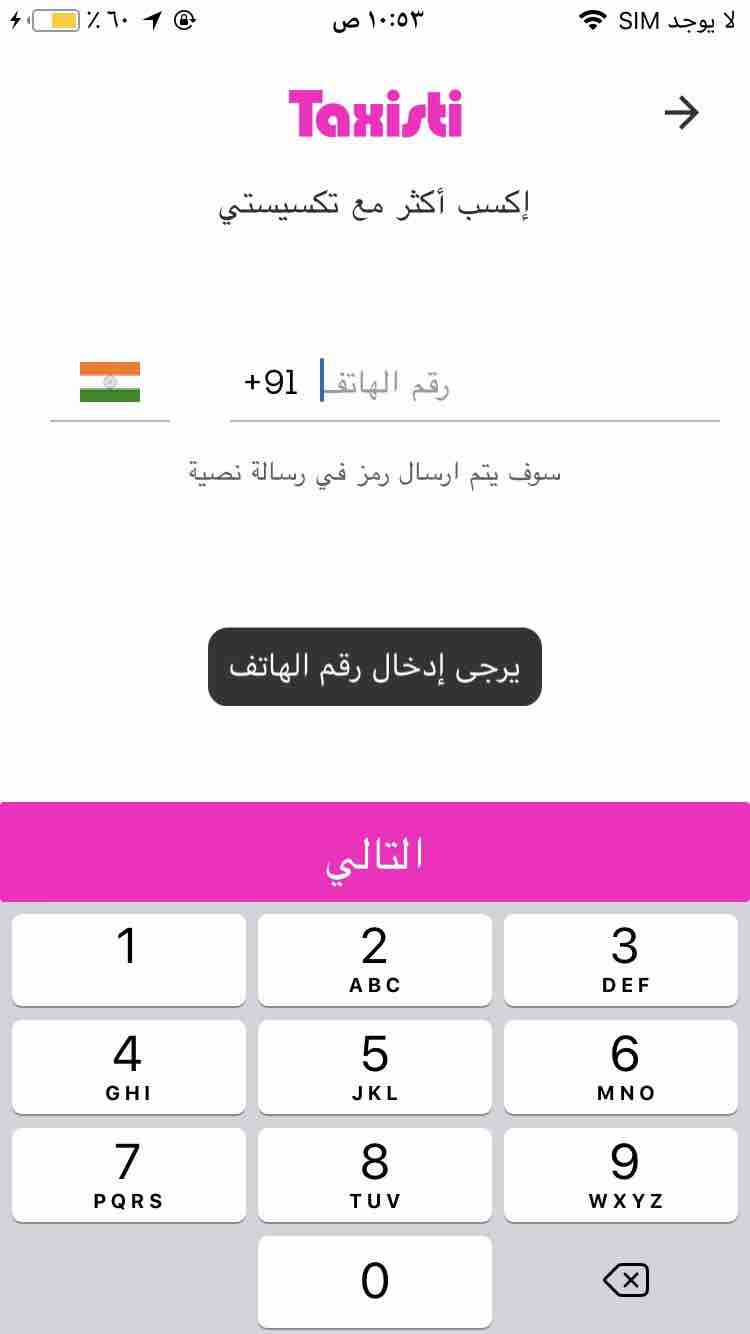 لا يوجد SIM ١٠:٥٣ ص ٪ ٦٠
Taxisti
إكسب أكثر مع تكسيستي
+91 رقم الهاتف
سوف يتم ارسال رمز في رسالة نصية
يرجى إدخال رقم الهاتف
التالي
1 2 3
ABC DEF
4 5 6
GHI JKL MNO
7 8 9
PQRS TUV WXYZ
0